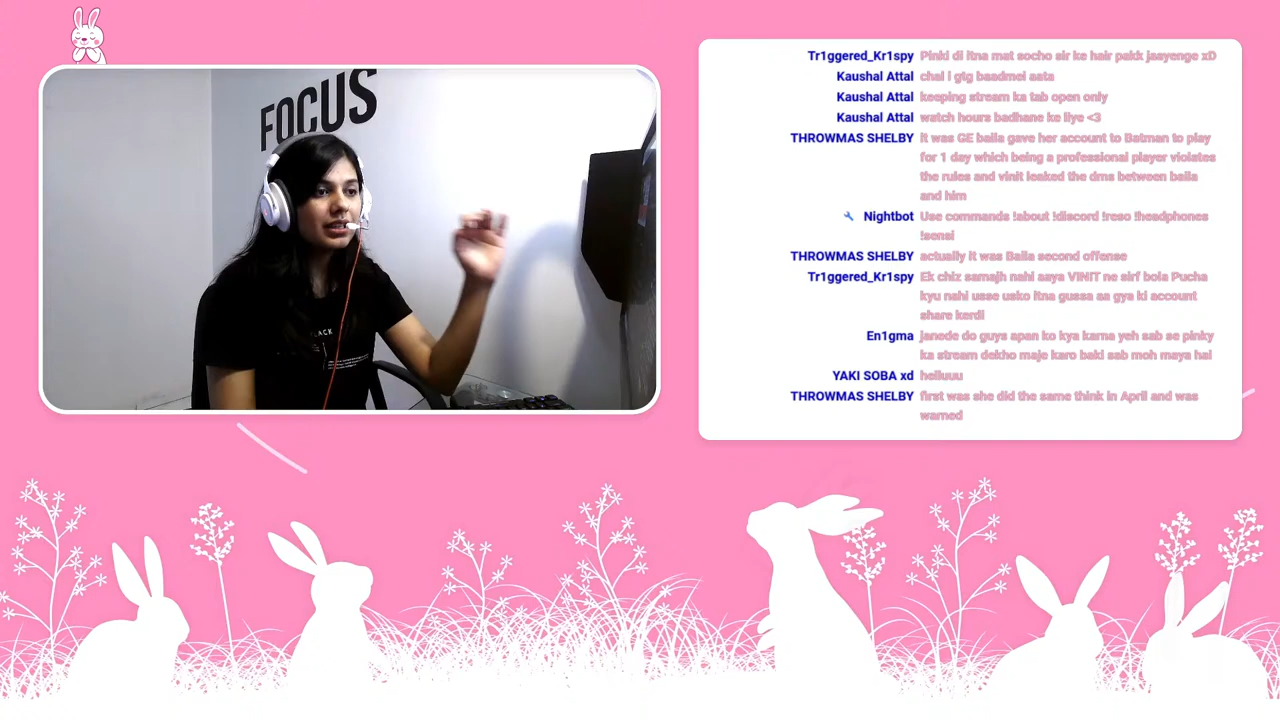 FOCUS
Tr1ggered_Kr1spy Pinki di itna mat socho sir ke hair pakk jaayenge xD
Kaushal Attal chal i gtg baadmei aata
Kaushal Attal keeping stream ka tab open only
Kaushal Attal watch hours badhane ke liye <3
THROWMAS SHELBY it was GE baila gave her account to Batman to play
for 1 day which being a professional player violates
the rules and vinit leaked the dms between baila
and him
Nightbot Use commands !about !discord !reso !headphones
!sensi
THROWMAS SHELBY actually it was Baila second offense
Tr1ggered_Kr1spy Ek chiz samajh nahi aaya VINIT ne sirf bola Pucha
kyu nahi usse usko itna gussa aa gya ki account
share kerdi
En1gma janede do guys apan ko kya karna yeh sab se pinky
ka stream dekho maje karo baki sab moh maya hai
YAKI SOBA xd helluuu
THROWMAS SHELBY first was she did the same think in April and was
warned